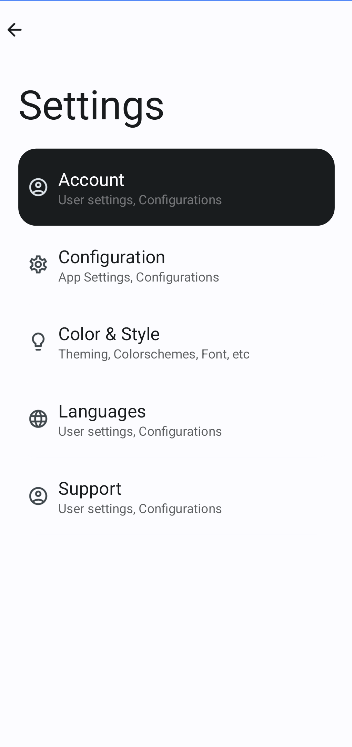 Settings
Account
User settings, Configurations
Configuration
App Settings, Configurations
Color & Style
Theming, Colorschemes, Font, etc
Languages
User settings, Configurations
Support
User settings, Configurations